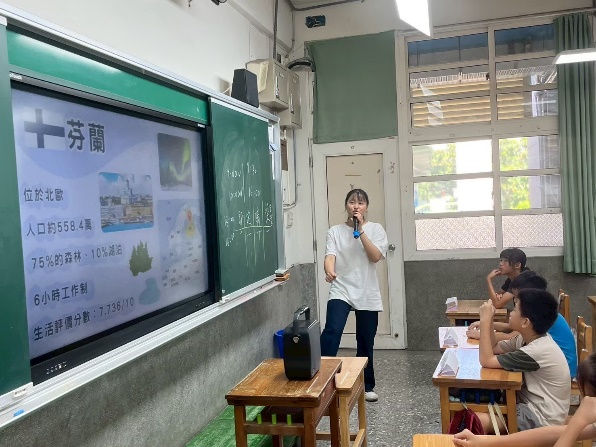 芬蘭
位於北歐
人口約558.4萬
75%的森林、10%湖泊
6小時工作制
生活評價分數：7.736/10